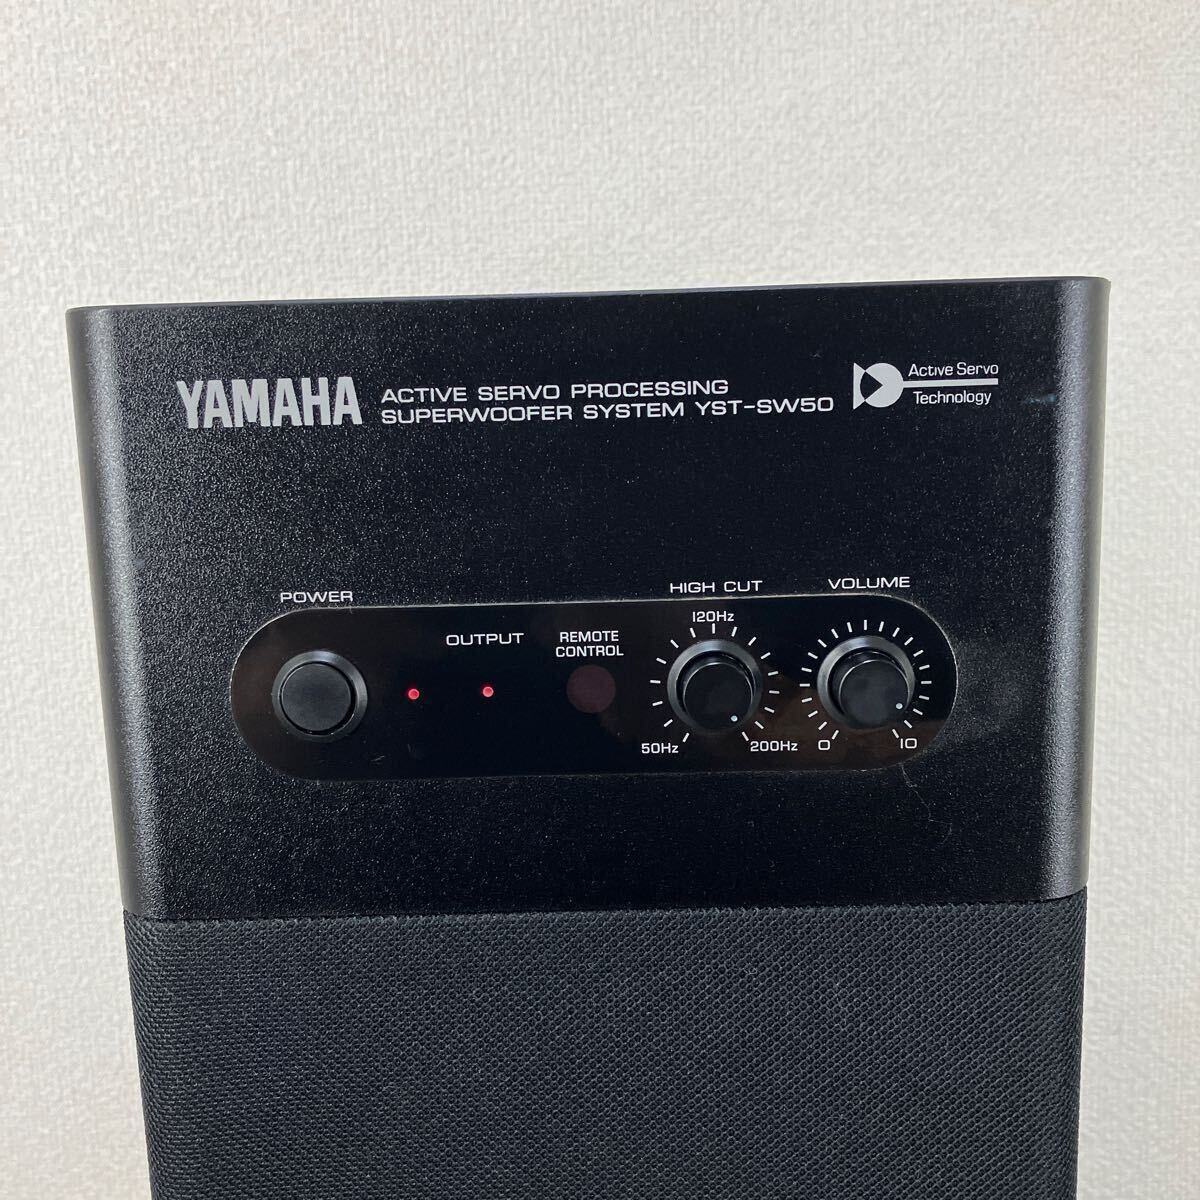 YAMAHA
ACTIVE SERVO PROCESSING
SUPERWOOFER SYSTEM YST-SW50
Active Servo
Technology
POWER
OUTPUT
REMOTE
CONTROL
HIGH CUT
120Hz
50Hz
200Hz
VOLUME
0
10